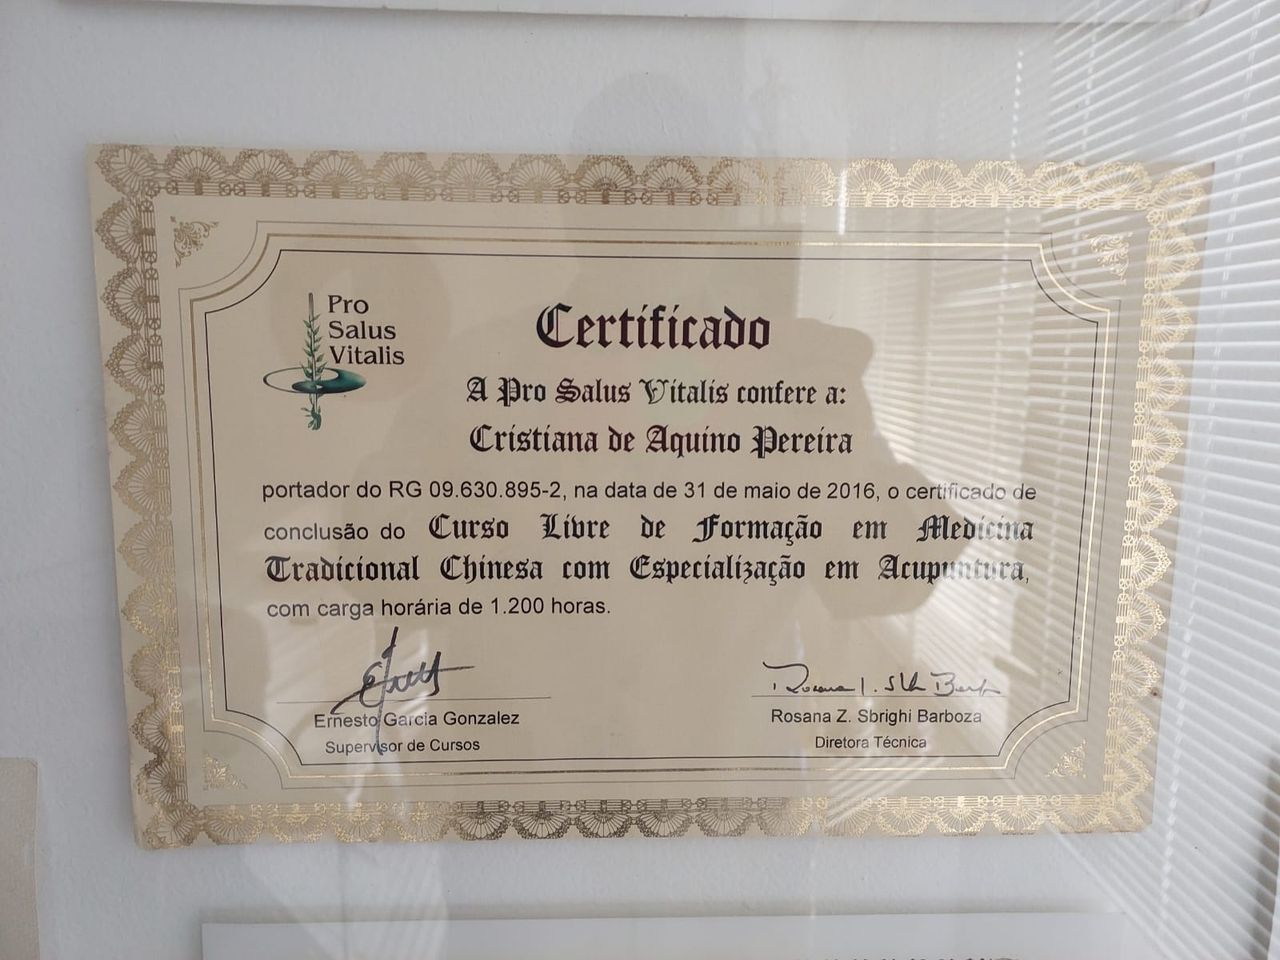 Pro
Salus
Vitalis
Certificado
A Pro Salus Vitalis confere a:
Cristiana de Aquino Pereira
portador do RG 09.630.895-2, na data de 31 de maio de 2016, o certificado de
conclusão do Curso Livre de Formação em Medicina
Tradicional Chinesa com Especialização em Acupuntura,
com carga horária de 1.200 horas.
Ernesto Garcia Gonzalez
Supervisor de Cursos
Rosana Z. Sbrighi Barboza
Diretora Técnica